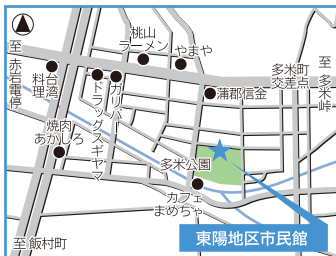 至 赤岩電停
桃山
ラーメン
やまや
台湾
料理
ドラッグスギヤマ
ガリバー
蒲郡信金
多米町
交差点
至 多米峠
焼肉
あかしろ
多米公園
カフェ
まめちゃ
東陽地区市民館
至 飯村町